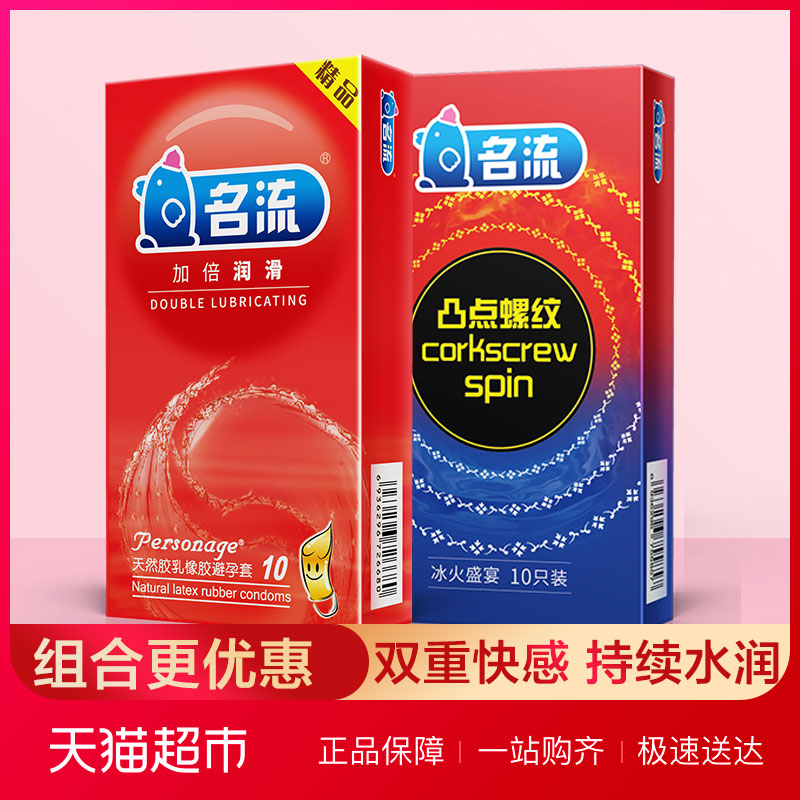 精品
名流
®
加倍润滑
DOUBLE LUBRICATING
Personage®
天然胶乳橡胶避孕套 10
Natural latex rubber condoms
6936296726080
名流
名流
凸点螺纹
corkscrew
spin
冰火盛宴 10只装
组合更优惠
双重快感 持续水润
天猫超市
正品保障 | 一站购齐 | 极速送达